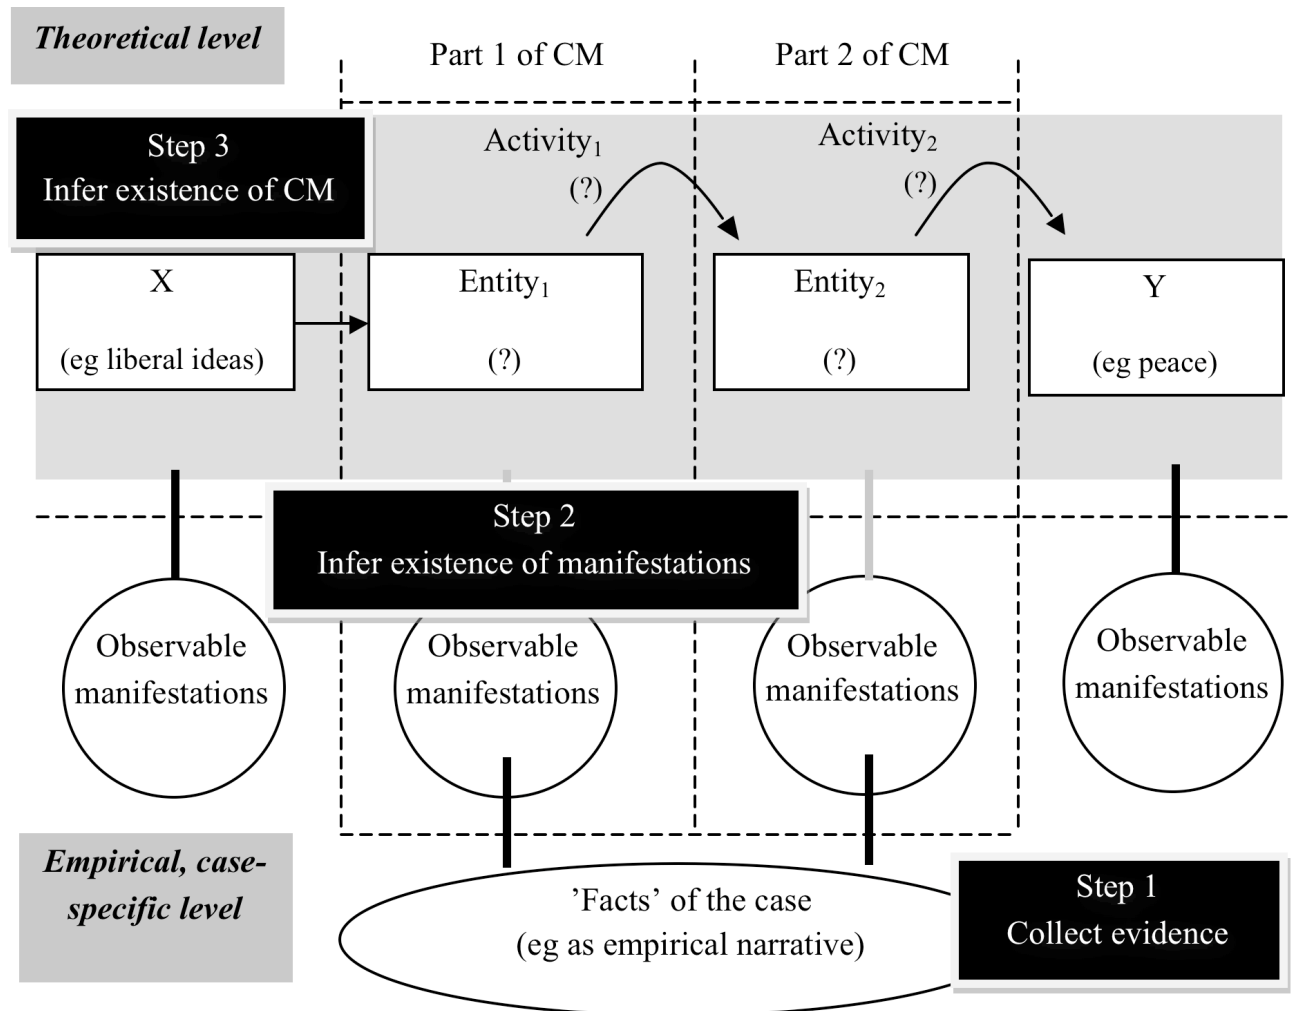 Theoretical level
Part 1 of CM
Part 2 of CM
Step 3
Infer existence of CM
Activity₁
(?)
Activity₂
(?)
X
(eg liberal ideas)
Entity₁
(?)
Entity₂
(?)
Y
(eg peace)
Step 2
Infer existence of manifestations
Observable
manifestations
Observable
manifestations
Observable
manifestations
Observable
manifestations
Empirical, case-
specific level
’Facts’ of the case
(eg as empirical narrative)
Step 1
Collect evidence